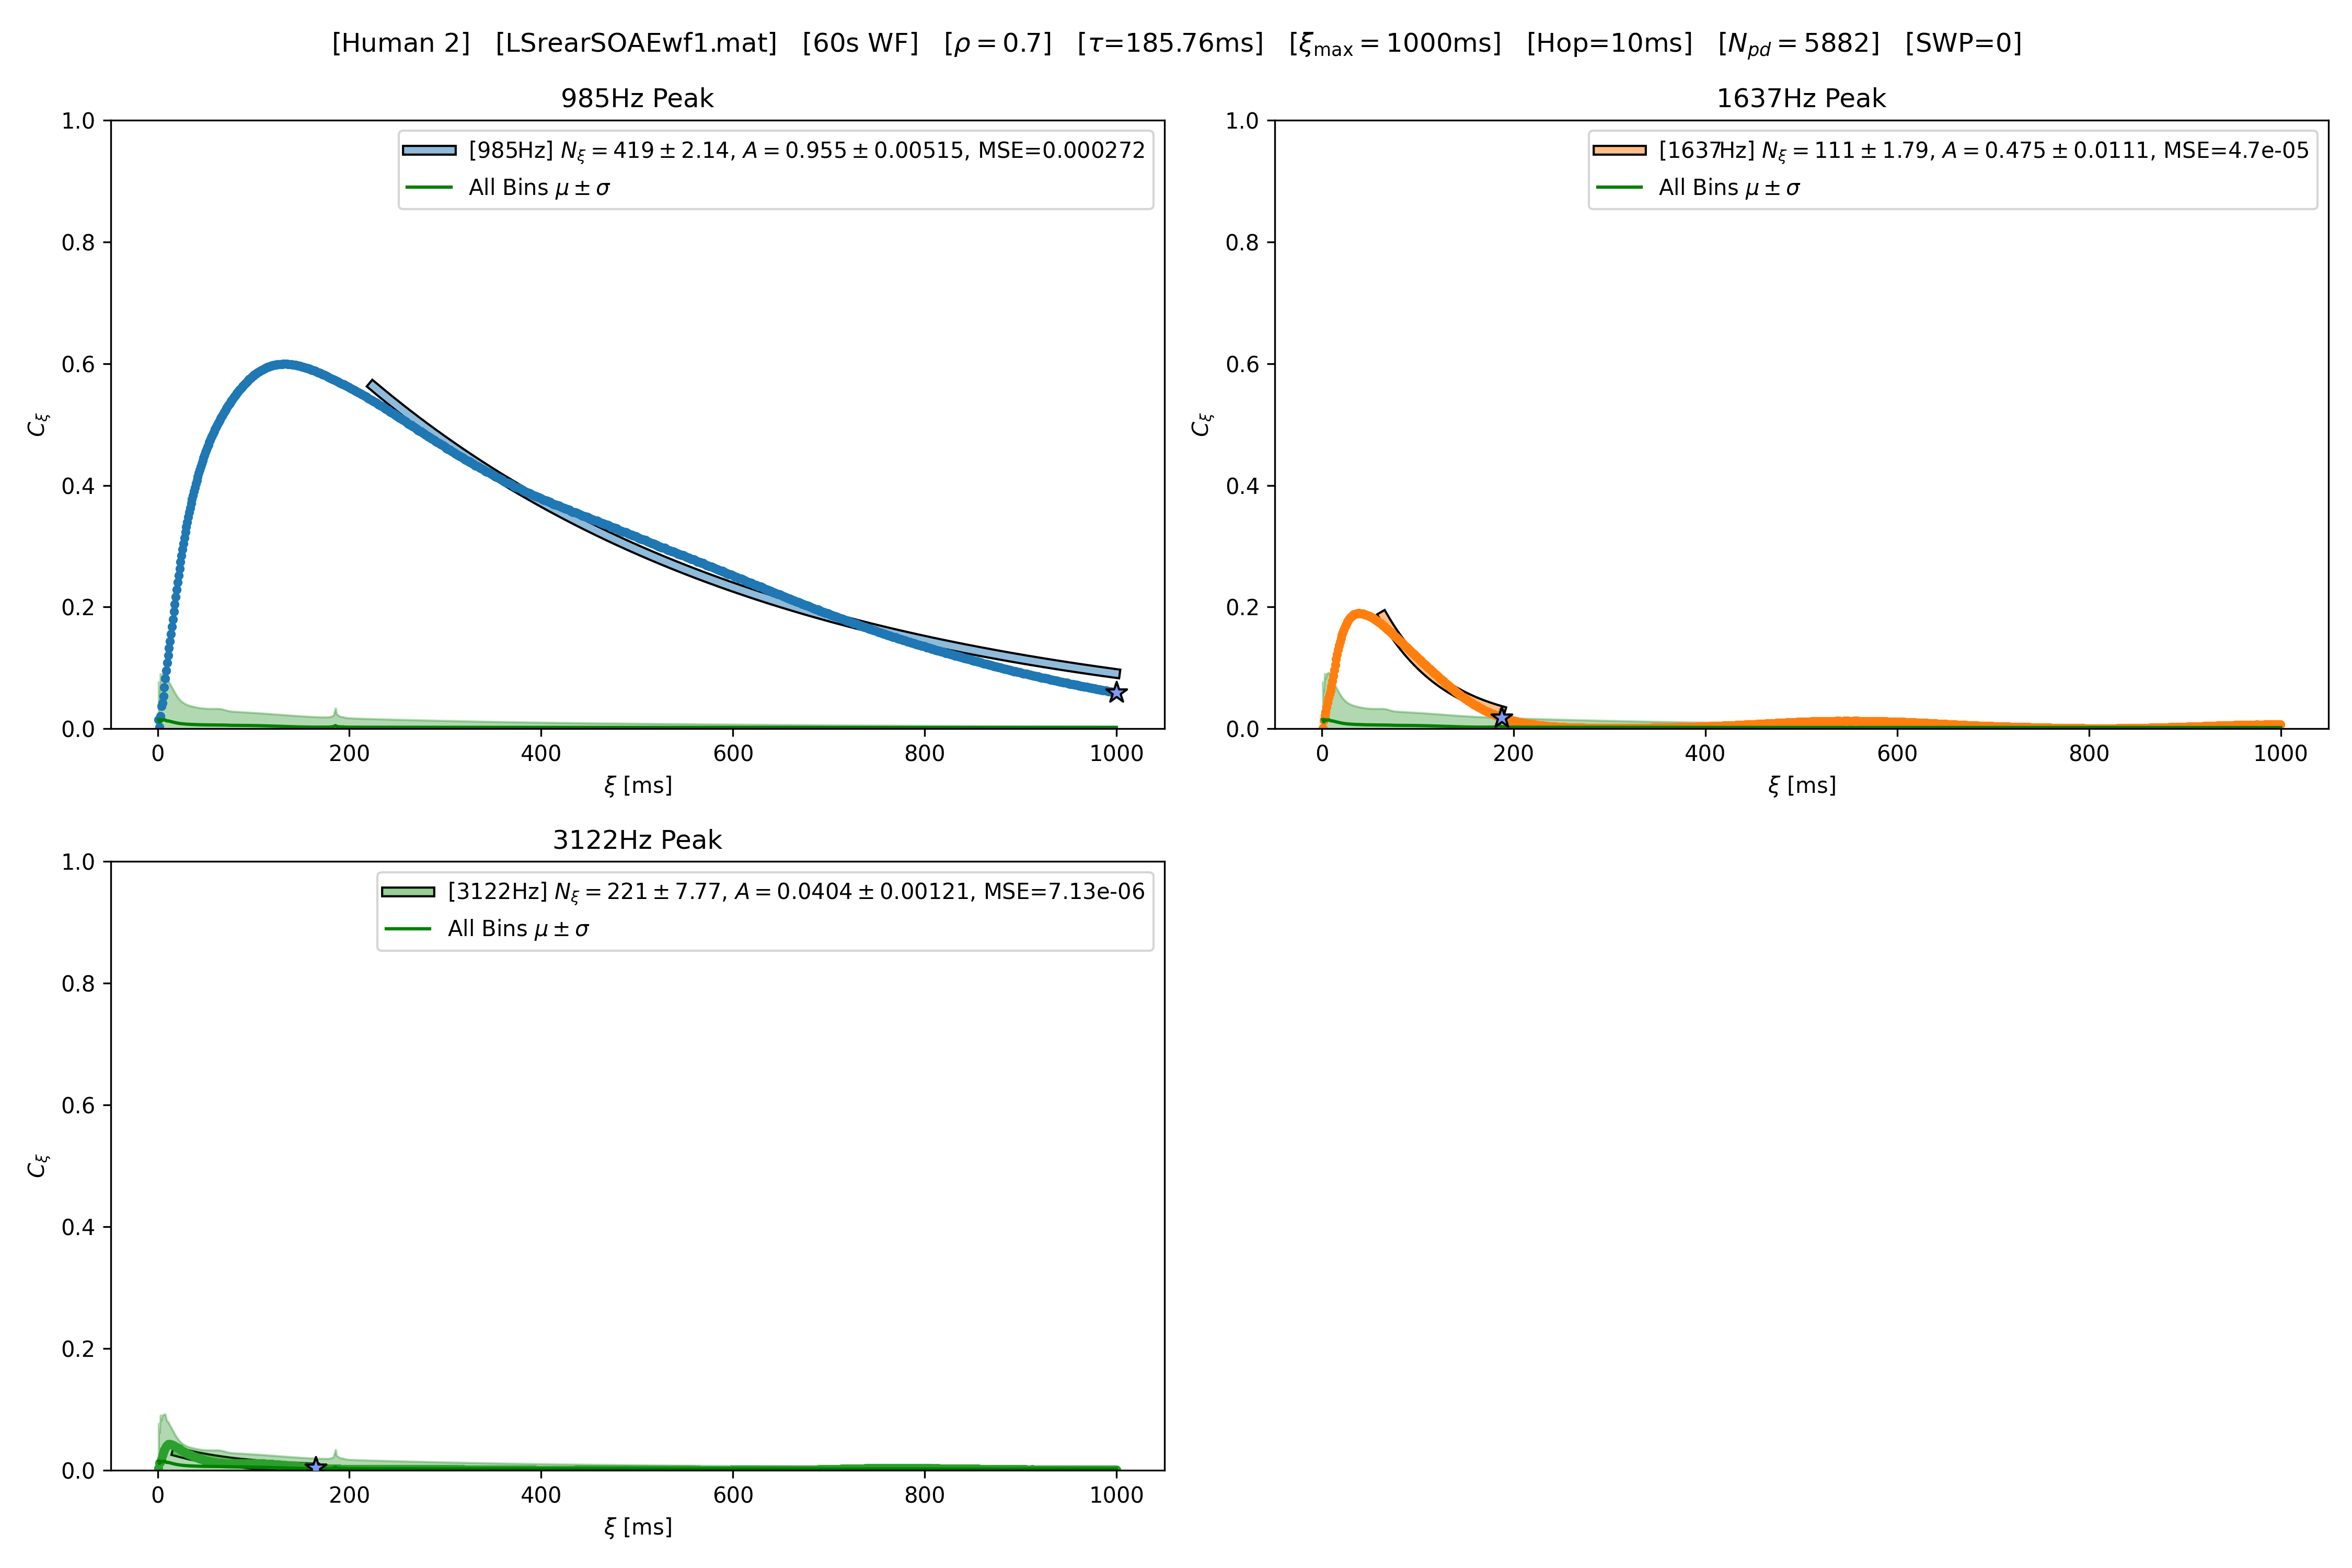 [Human 2] [LSrearSOAEwf1.mat] [60s WF] [ρ = 0.7] [τ=185.76ms] [ξmax = 1000ms] [Hop=10ms] [Npd = 5882] [SWP=0]
985Hz Peak
[985Hz] Nξ = 419 ± 2.14, A = 0.955 ± 0.00515, MSE=0.000272
All Bins μ ± σ
1.0
0.8
0.6
0.4
0.2
0.0
Cξ
0 200 400 600 800 1000
ξ [ms]
1637Hz Peak
[1637Hz] Nξ = 111 ± 1.79, A = 0.475 ± 0.0111, MSE=4.7e-05
All Bins μ ± σ
1.0
0.8
0.6
0.4
0.2
0.0
Cξ
0 200 400 600 800 1000
ξ [ms]
3122Hz Peak
[3122Hz] Nξ = 221 ± 7.77, A = 0.0404 ± 0.00121, MSE=7.13e-06
All Bins μ ± σ
1.0
0.8
0.6
0.4
0.2
0.0
Cξ
0 200 400 600 800 1000
ξ [ms]